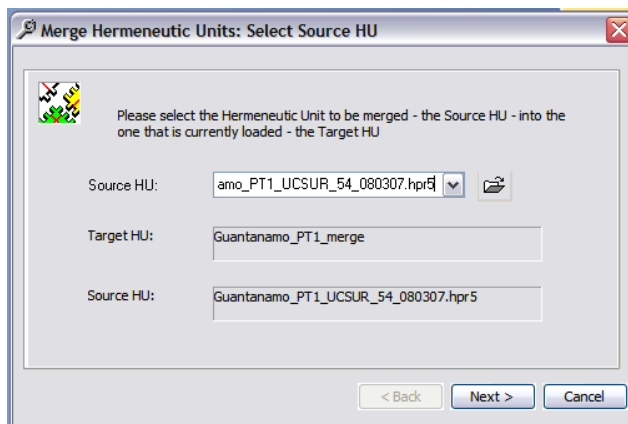 Merge Hermeneutic Units: Select Source HU
Please select the Hermeneutic Unit to be merged - the Source HU - into the
one that is currently loaded - the Target HU
Source HU: amo_PT1_UCSUR_54_080307.hpr5
Target HU: Guantanamo_PT1_merge
Source HU: Guantanamo_PT1_UCSUR_54_080307.hpr5
< Back Next > Cancel